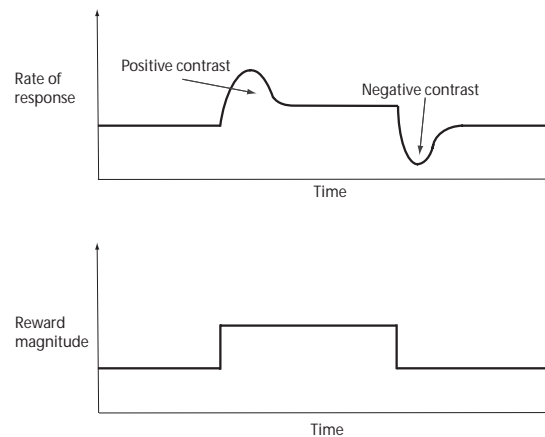 Positive contrast
Rate of
response
Negative contrast
Time
Reward
magnitude
Time